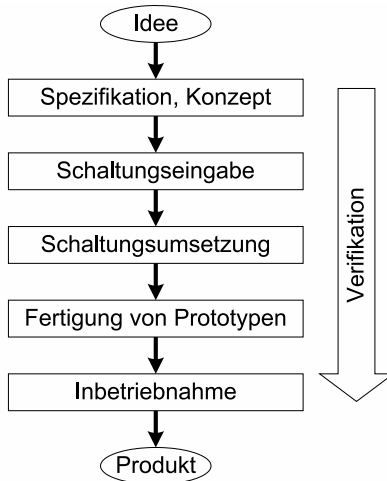 Idee
Spezifikation, Konzept
Schaltungseingabe
Schaltungsumsetzung
Fertigung von Prototypen
Inbetriebnahme
Produkt
Verifikation